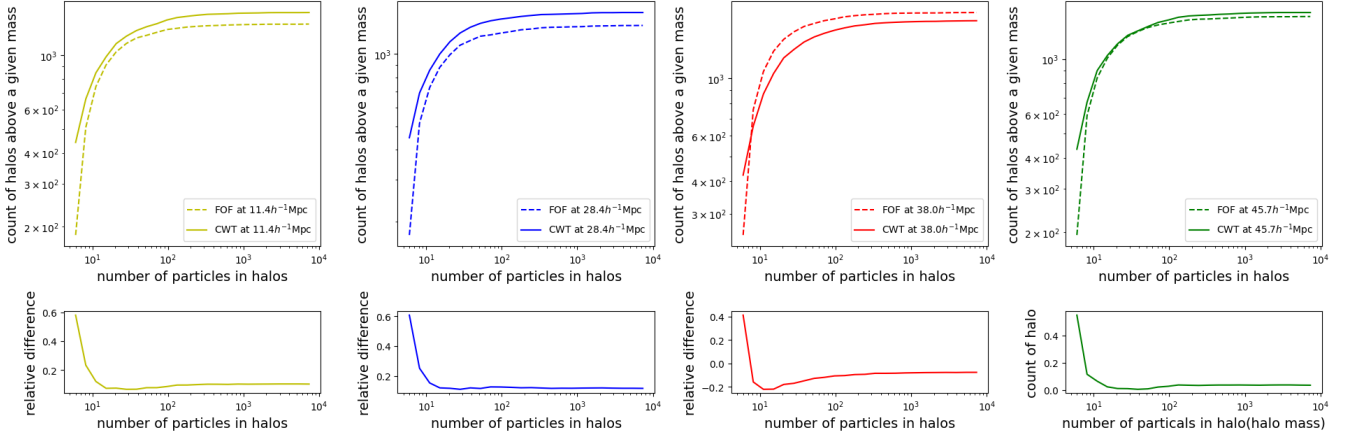 count of halos above a given mass
10³
6 × 10²
4 × 10²
3 × 10²
2 × 10²
FOF at 11.4h⁻¹Mpc
CWT at 11.4h⁻¹Mpc
10¹ 10² 10³ 10⁴
number of particles in halos
count of halos above a given mass
10³
FOF at 28.4h⁻¹Mpc
CWT at 28.4h⁻¹Mpc
10¹ 10² 10³ 10⁴
number of particles in halos
count of halos above a given mass
10³
6 × 10²
4 × 10²
3 × 10²
FOF at 38.0h⁻¹Mpc
CWT at 38.0h⁻¹Mpc
10¹ 10² 10³ 10⁴
number of particles in halos
count of halos above a given mass
10³
6 × 10²
4 × 10²
3 × 10²
2 × 10²
FOF at 45.7h⁻¹Mpc
CWT at 45.7h⁻¹Mpc
10¹ 10² 10³ 10⁴
number of particles in halos
relative difference
0.6
0.4
0.2
10¹ 10² 10³ 10⁴
number of particles in halos
relative difference
0.6
0.4
0.2
10¹ 10² 10³ 10⁴
number of particles in halos
relative difference
0.4
0.2
0.0
−0.2
10¹ 10² 10³ 10⁴
number of particles in halos
count of halo
0.4
0.2
0.0
10¹ 10² 10³ 10⁴
number of particals in halo(halo mass)